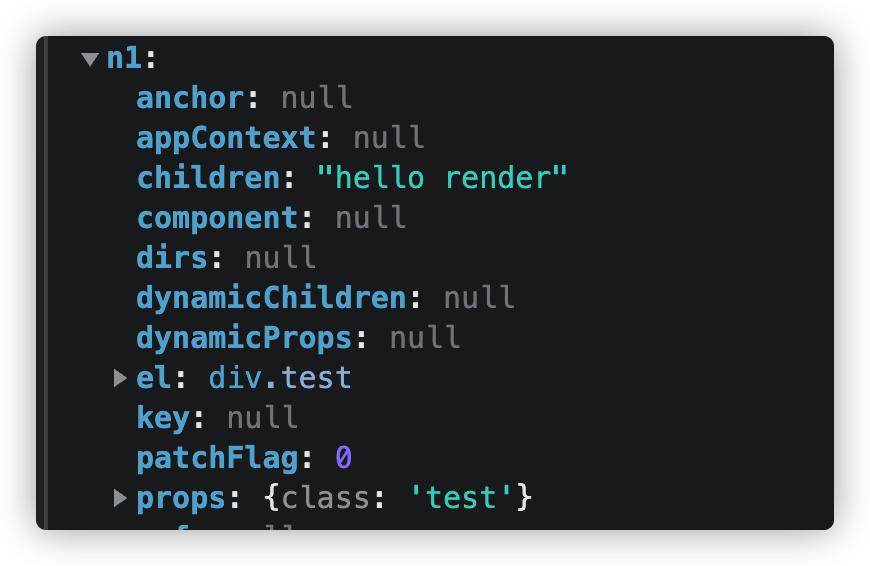 n1:
anchor: null
appContext: null
children: "hello render"
component: null
dirs: null
dynamicChildren: null
dynamicProps: null
el: div.test
key: null
patchFlag: 0
props: {class: 'test'}